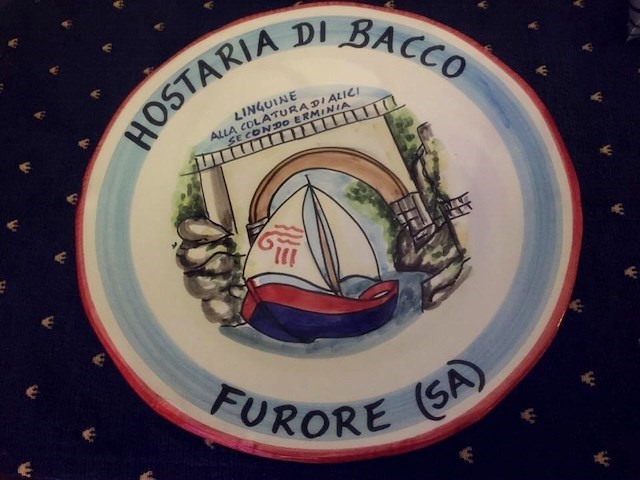 HOSTARIA DI BACCO
LINGUINE
ALLA COLATURA DI ALICI
SECONDO ERMINIA
FURORE (SA)